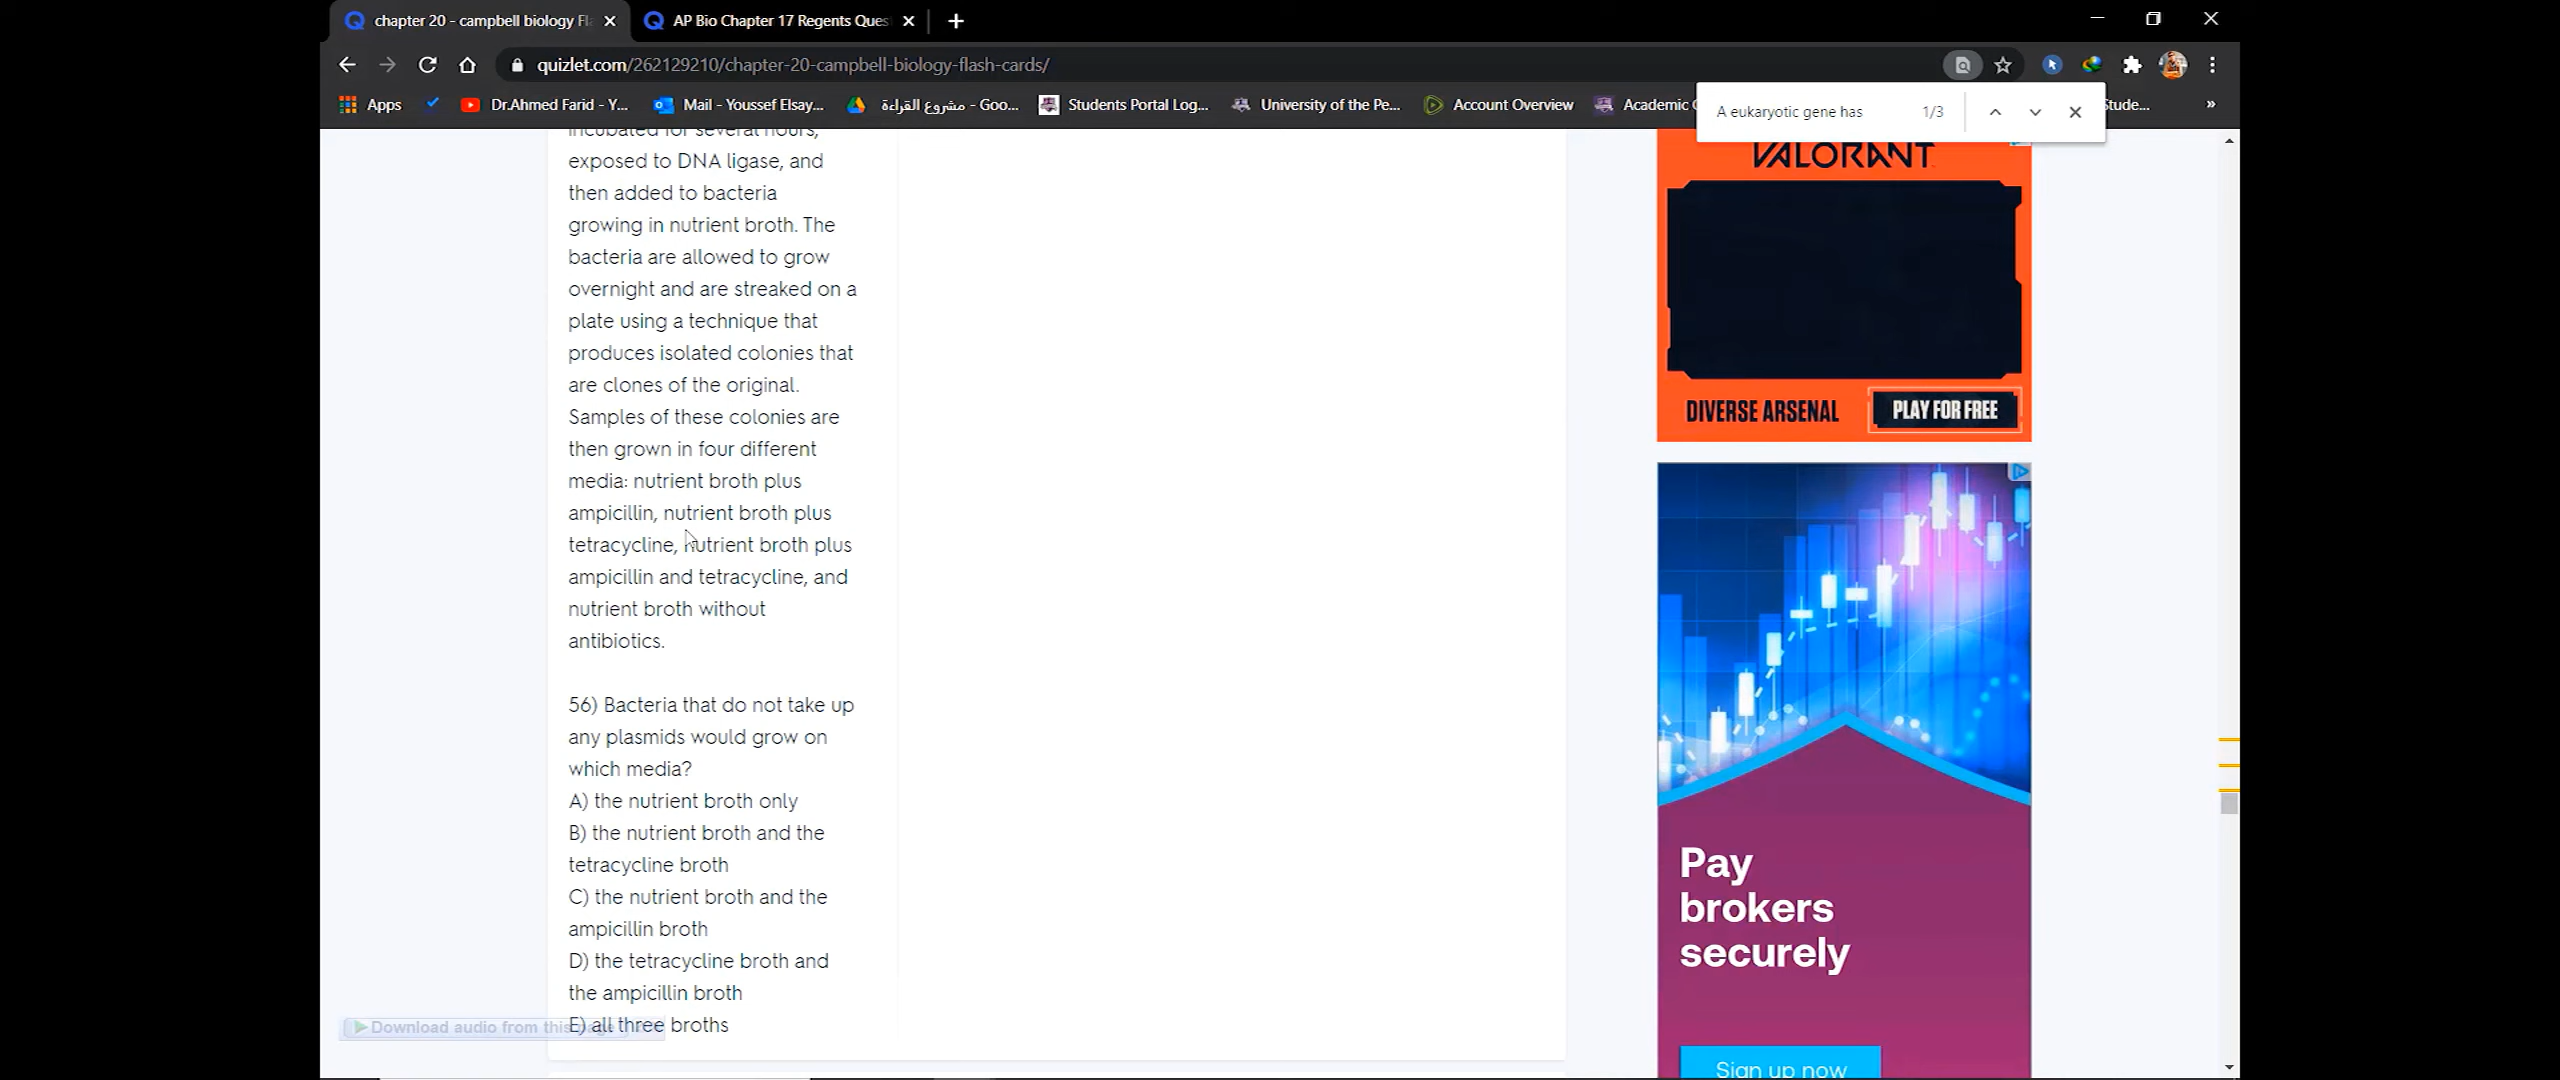 chapter 20 - campbell biology Fl
AP Bio Chapter 17 Regents Ques
quizlet.com/262129210/chapter-20-campbell-biology-flash-cards/
Apps
Dr.Ahmed Farid - Y...
Mail - Youssef Elsay...
مشروع القراءة - Goo...
Students Portal Log...
University of the Pe...
Account Overview
Academic
Stude...
»
A eukaryotic gene has
1/3
incubated for several hours,
exposed to DNA ligase, and
then added to bacteria
growing in nutrient broth. The
bacteria are allowed to grow
overnight and are streaked on a
plate using a technique that
produces isolated colonies that
are clones of the original.
Samples of these colonies are
then grown in four different
media: nutrient broth plus
ampicillin, nutrient broth plus
tetracycline, nutrient broth plus
ampicillin and tetracycline, and
nutrient broth without
antibiotics.
56) Bacteria that do not take up
any plasmids would grow on
which media?
A) the nutrient broth only
B) the nutrient broth and the
tetracycline broth
C) the nutrient broth and the
ampicillin broth
D) the tetracycline broth and
the ampicillin broth
E) all three broths
Download audio from this page
VALORANT
DIVERSE ARSENAL
PLAY FOR FREE
Pay
brokers
securely
Sign up now